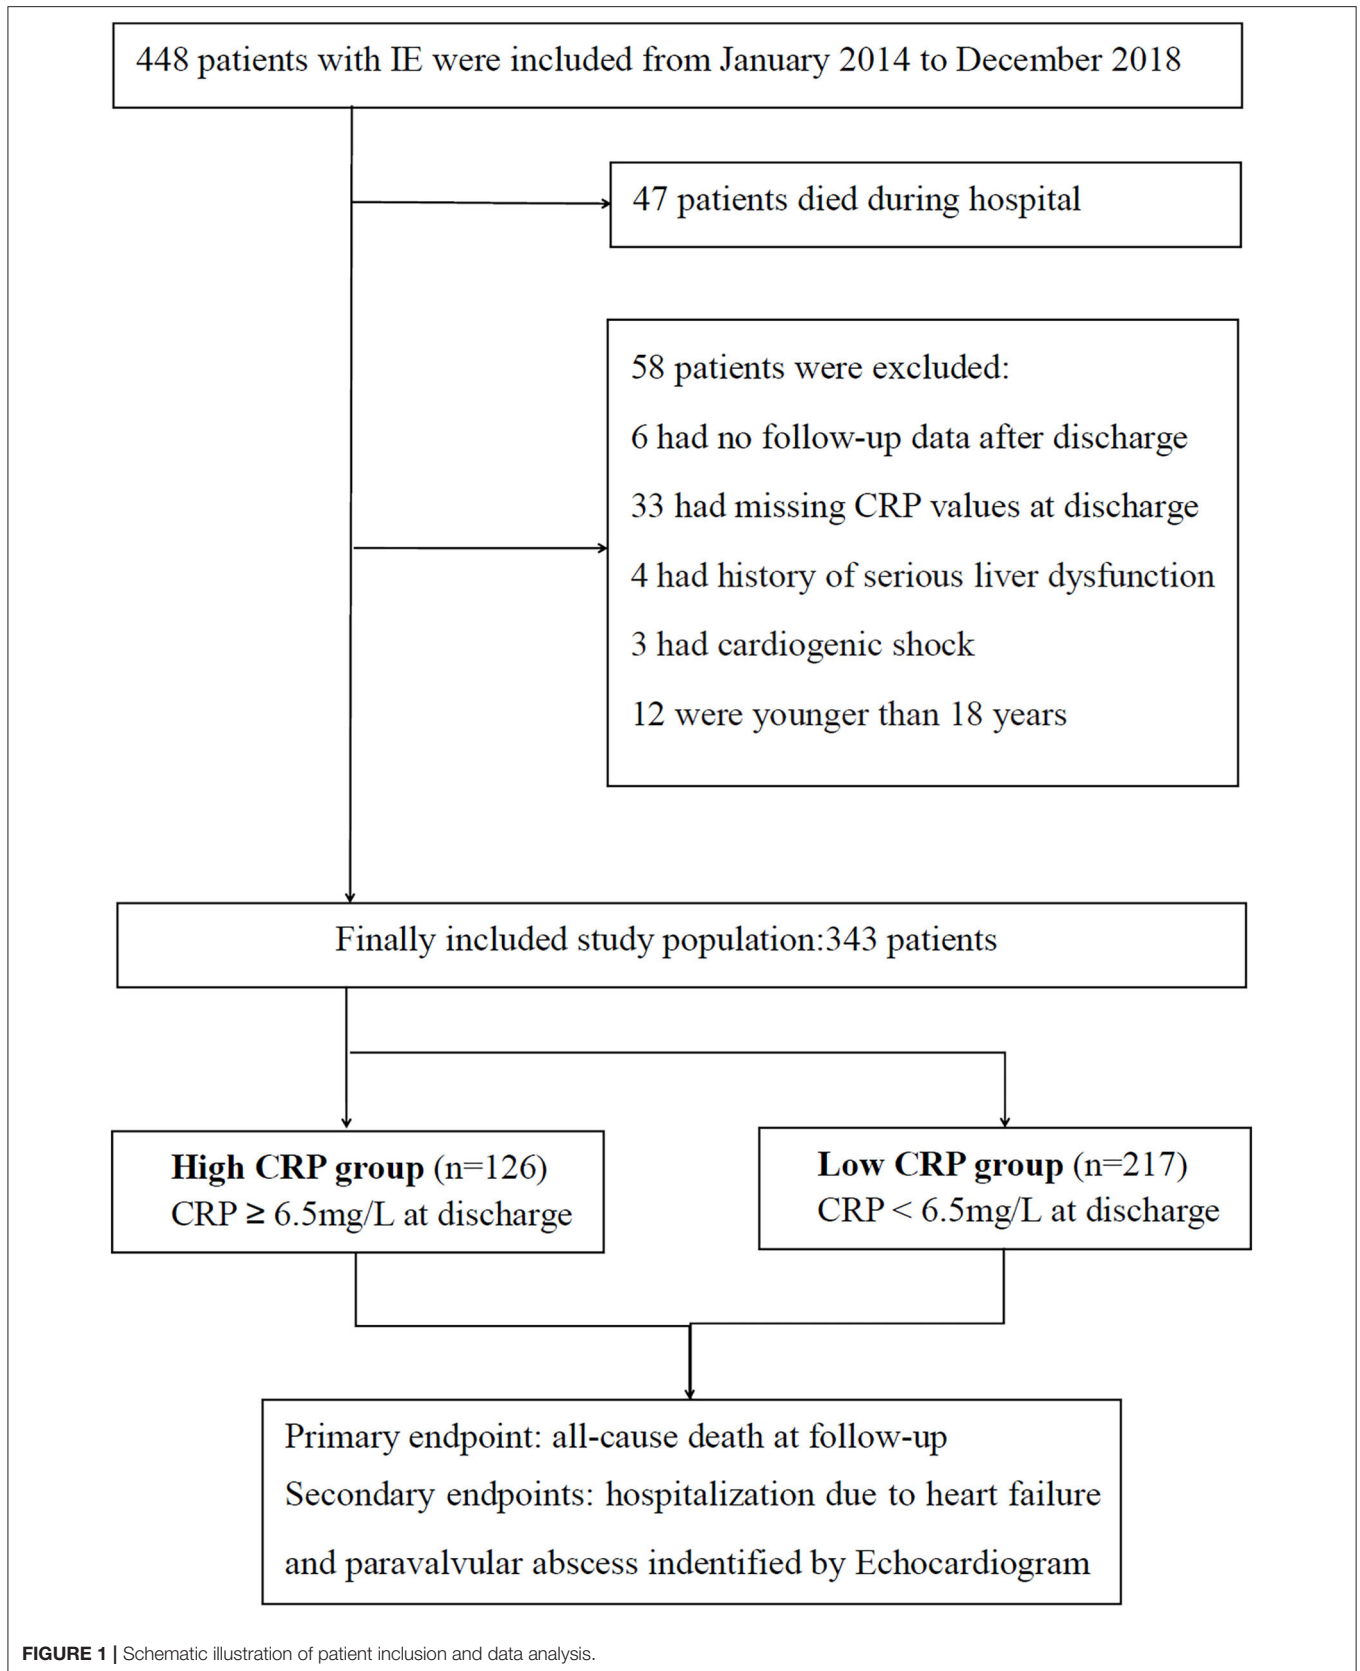 448 patients with IE were included from January 2014 to December 2018
47 patients died during hospital
58 patients were excluded:
6 had no follow-up data after discharge
33 had missing CRP values at discharge
4 had history of serious liver dysfunction
3 had cardiogenic shock
12 were younger than 18 years
Finally included study population:343 patients
High CRP group (n=126)
CRP ≥ 6.5mg/L at discharge
Low CRP group (n=217)
CRP < 6.5mg/L at discharge
Primary endpoint: all-cause death at follow-up
Secondary endpoints: hospitalization due to heart failure
and paravalvular abscess indentified by Echocardiogram
FIGURE 1 | Schematic illustration of patient inclusion and data analysis.